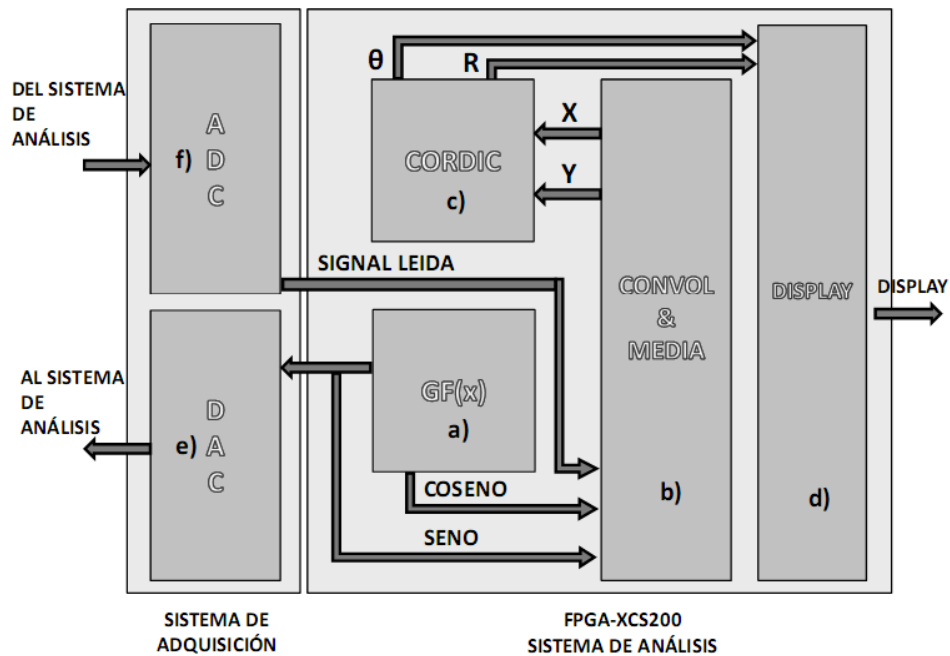 DEL SISTEMA
DE
ANÁLISIS
f)
A
D
C
AL SISTEMA
DE
ANÁLISIS
e)
D
A
C
θ
R
CORDIC
c)
X
Y
SIGNAL LEIDA
GF(x)
a)
COSENO
SENO
CONVOL
&
MEDIA
b)
DISPLAY
d)
DISPLAY
SISTEMA DE
ADQUISICIÓN
FPGA-XCS200
SISTEMA DE ANÁLISIS